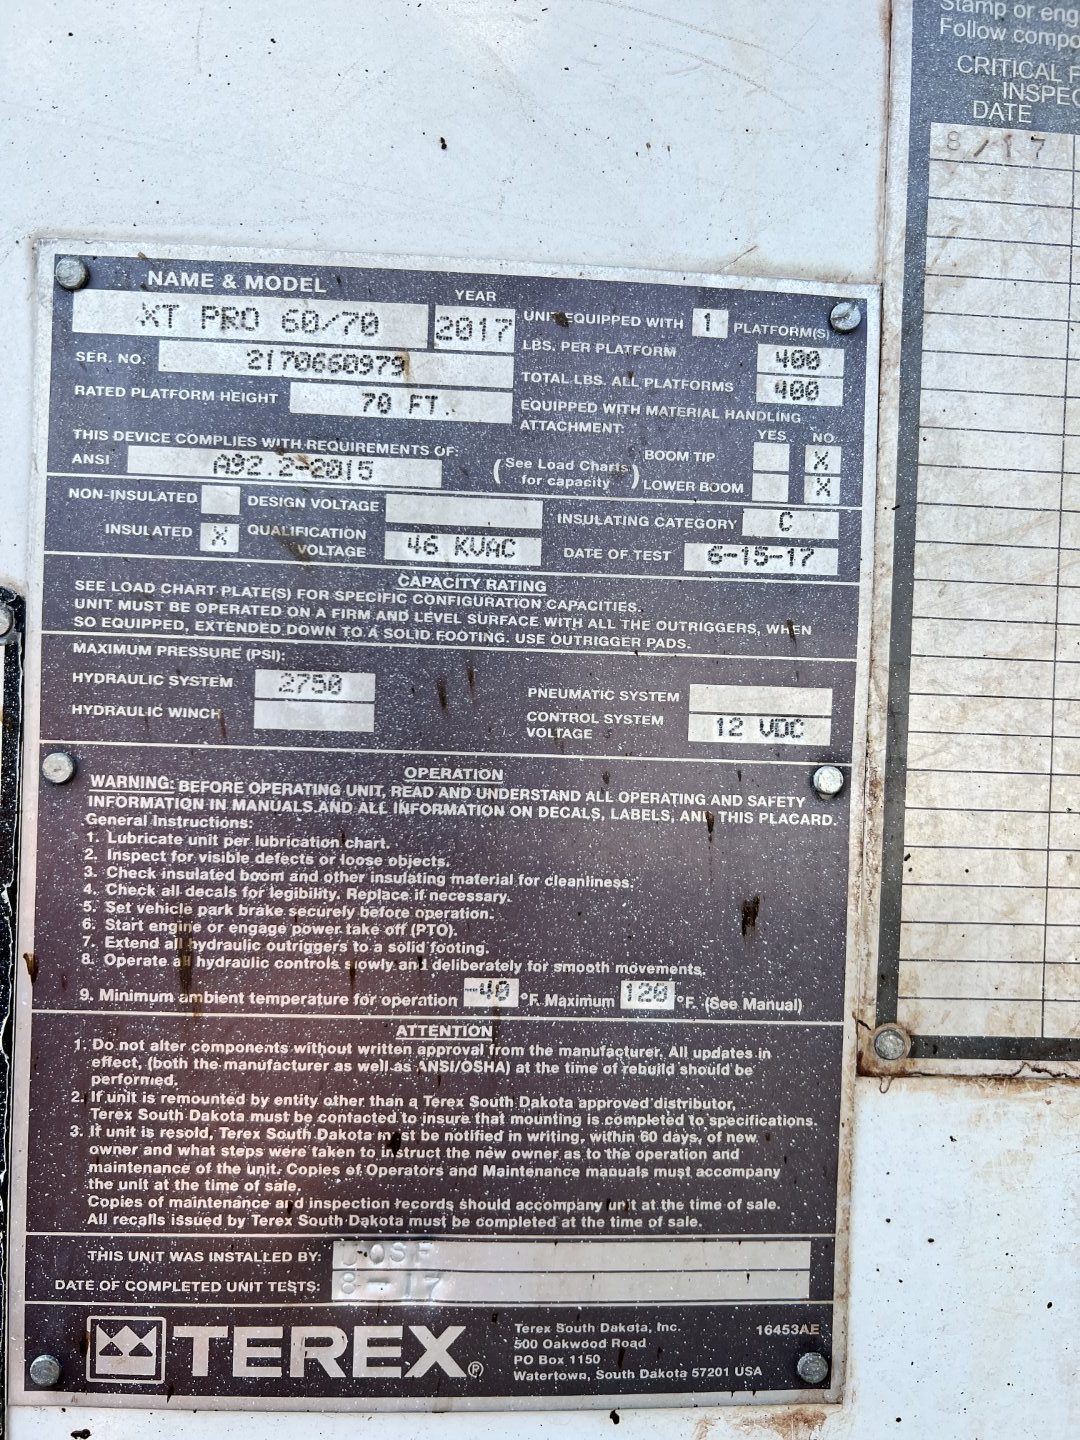 Stamp or eng
Follow compo
CRITICAL F
INSPEC
DATE
8/17
NAME & MODEL
XT PRO 60/70
YEAR
2017
SER. NO.
2170660979
RATED PLATFORM HEIGHT
70 FT.
THIS DEVICE COMPLIES WITH REQUIREMENTS OF:
ANSI
A92.2-2015
UNIT EQUIPPED WITH 1 PLATFORM(S)
LBS. PER PLATFORM
400
TOTAL LBS. ALL PLATFORMS
400
EQUIPPED WITH MATERIAL HANDLING
ATTACHMENT:
YES NO
(See Load Charts
for capacity)
BOOM TIP X
LOWER BOOM X
NON-INSULATED
DESIGN VOLTAGE
INSULATING CATEGORY C
INSULATED X
QUALIFICATION
VOLTAGE
46 KVAC
DATE OF TEST 6-15-17
CAPACITY RATING
SEE LOAD CHART PLATE(S) FOR SPECIFIC CONFIGURATION CAPACITIES.
UNIT MUST BE OPERATED ON A FIRM AND LEVEL SURFACE WITH ALL THE OUTRIGGERS, WHEN
SO EQUIPPED, EXTENDED DOWN TO A SOLID FOOTING. USE OUTRIGGER PADS.
MAXIMUM PRESSURE (PSI):
HYDRAULIC SYSTEM 2750
HYDRAULIC WINCH
PNEUMATIC SYSTEM
CONTROL SYSTEM
VOLTAGE
12 VDC
OPERATION
WARNING: BEFORE OPERATING UNIT, READ AND UNDERSTAND ALL OPERATING AND SAFETY
INFORMATION IN MANUALS AND ALL INFORMATION ON DECALS, LABELS, AND THIS PLACARD.
General Instructions:
1. Lubricate unit per lubrication chart.
2. Inspect for visible defects or loose objects.
3. Check insulated boom and other insulating material for cleanliness.
4. Check all decals for legibility. Replace if necessary.
5. Set vehicle park brake securely before operation.
6. Start engine or engage power take off (PTO).
7. Extend all hydraulic outriggers to a solid footing.
8. Operate all hydraulic controls slowly and deliberately for smooth movements.
9. Minimum ambient temperature for operation -40 °F. Maximum 120 °F. (See Manual)
ATTENTION
1. Do not alter components without written approval from the manufacturer. All updates in
effect, (both the manufacturer as well as ANSI/OSHA) at the time of rebuild should be
performed.
2. If unit is remounted by entity other than a Terex South Dakota approved distributor,
Terex South Dakota must be contacted to insure that mounting is completed to specifications.
3. If unit is resold, Terex South Dakota must be notified in writing, within 60 days, of new
owner and what steps were taken to instruct the new owner as to the operation and
maintenance of the unit. Copies of Operators and Maintenance manuals must accompany
the unit at the time of sale.
Copies of maintenance and inspection records should accompany unit at the time of sale.
All recalls issued by Terex South Dakota must be completed at the time of sale.
THIS UNIT WAS INSTALLED BY:
DATE OF COMPLETED UNIT TESTS: 8-17
TEREX®
Terex South Dakota, Inc.
500 Oakwood Road
PO Box 1150
Watertown, South Dakota 57201 USA
16453AE